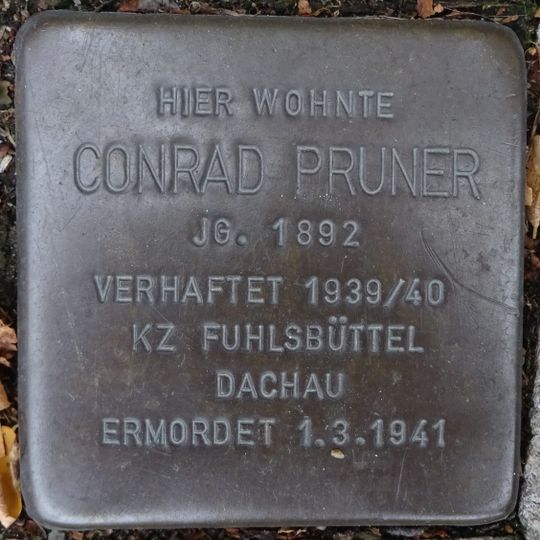 HIER WOHNTE
CONRAD PRUNER
JG. 1892
VERHAFTET 1939/40
KZ FUHLSBÜTTEL
DACHAU
ERMORDET 1.3.1941